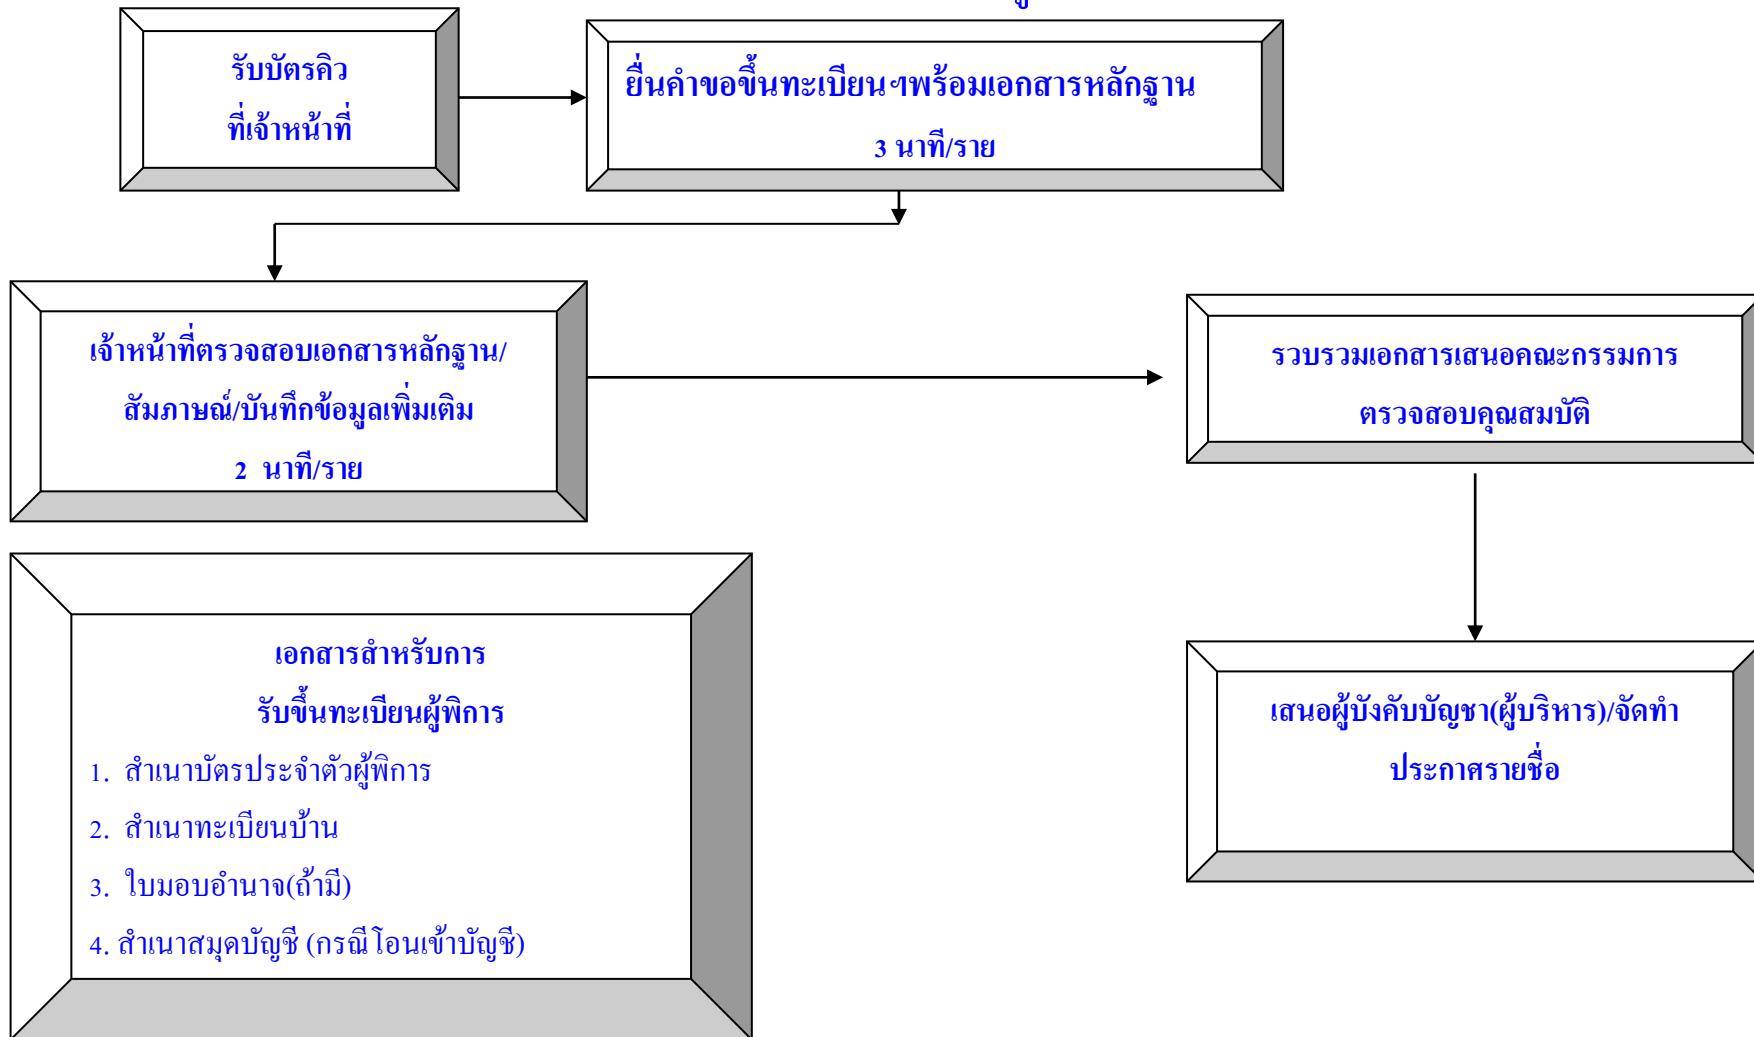 รับบัตรคิว
ที่เจ้าหน้าที่
ยื่นคำขอขึ้นทะเบียนฯพร้อมเอกสารหลักฐาน
3 นาที/ราย
เจ้าหน้าที่ตรวจสอบเอกสารหลักฐาน/
สัมภาษณ์/บันทึกข้อมูลเพิ่มเติม
2 นาที/ราย
รวบรวมเอกสารเสนอคณะกรรมการ
ตรวจสอบคุณสมบัติ
เอกสารสำหรับการ
รับขึ้นทะเบียนผู้พิการ
1. สำเนาบัตรประจำตัวผู้พิการ
2. สำเนาทะเบียนบ้าน
3. ใบมอบอำนาจ(ถ้ามี)
4. สำเนาสมุดบัญชี (กรณีโอนเข้าบัญชี)
เสนอผู้บังคับบัญชา(ผู้บริหาร)/จัดทำ
ประกาศรายชื่อ